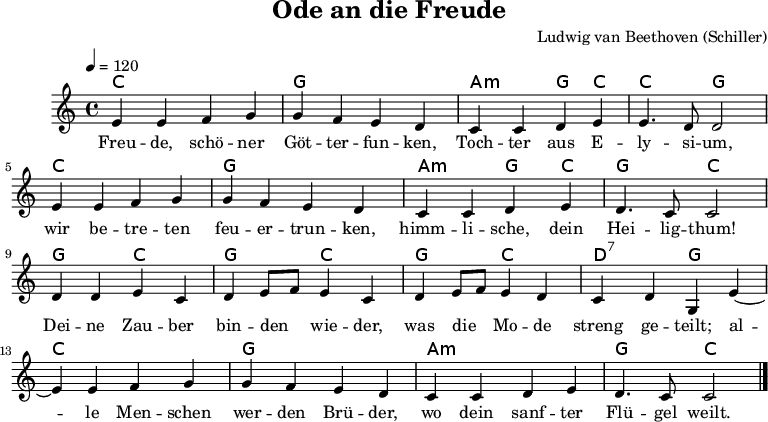 Ode an die Freude
Ludwig van Beethoven (Schiller)
= 120
C G Am G C C G
Freu -- de, schö -- ner Göt -- ter -- fun -- ken, Toch -- ter aus E -- ly -- si -- um,
5 C G Am G C G C
wir be -- tre -- ten feu -- er -- trun -- ken, himm -- li -- sche, dein Hei -- lig -- thum!
9 G C G C G C D7 G
Dei -- ne Zau -- ber bin -- den wie -- der, was die Mo -- de streng ge -- teilt; al --
13 C G Am G C
-- le Men -- schen wer -- den Brü -- der, wo dein sanf -- ter Flü -- gel weilt.